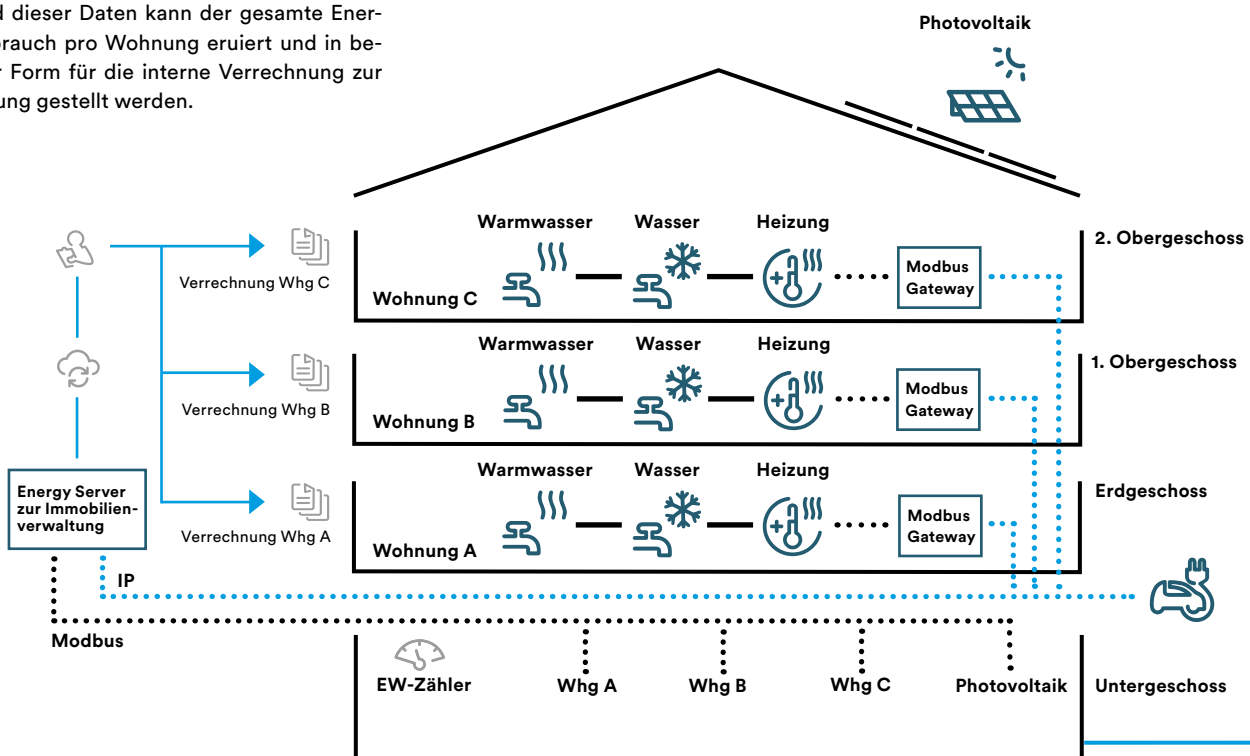 dieser Daten kann der gesamte Ener-
pro Wohnung eruiert und in be-
Form für die interne Verrechnung zur
gestellt werden.
Photovoltaik
Warmwasser Wasser Heizung
2. Obergeschoss
Modbus
Gateway
Verrechnung Whg C
Wohnung C
Warmwasser Wasser Heizung
1. Obergeschoss
Modbus
Gateway
Verrechnung Whg B
Wohnung B
Warmwasser Wasser Heizung
Energy Server
zur Immobilien-
verwaltung
Erdgeschoss
Modbus
Gateway
Verrechnung Whg A
Wohnung A
IP
Modbus
EW-Zähler Whg A Whg B Whg C Photovoltaik Untergeschoss